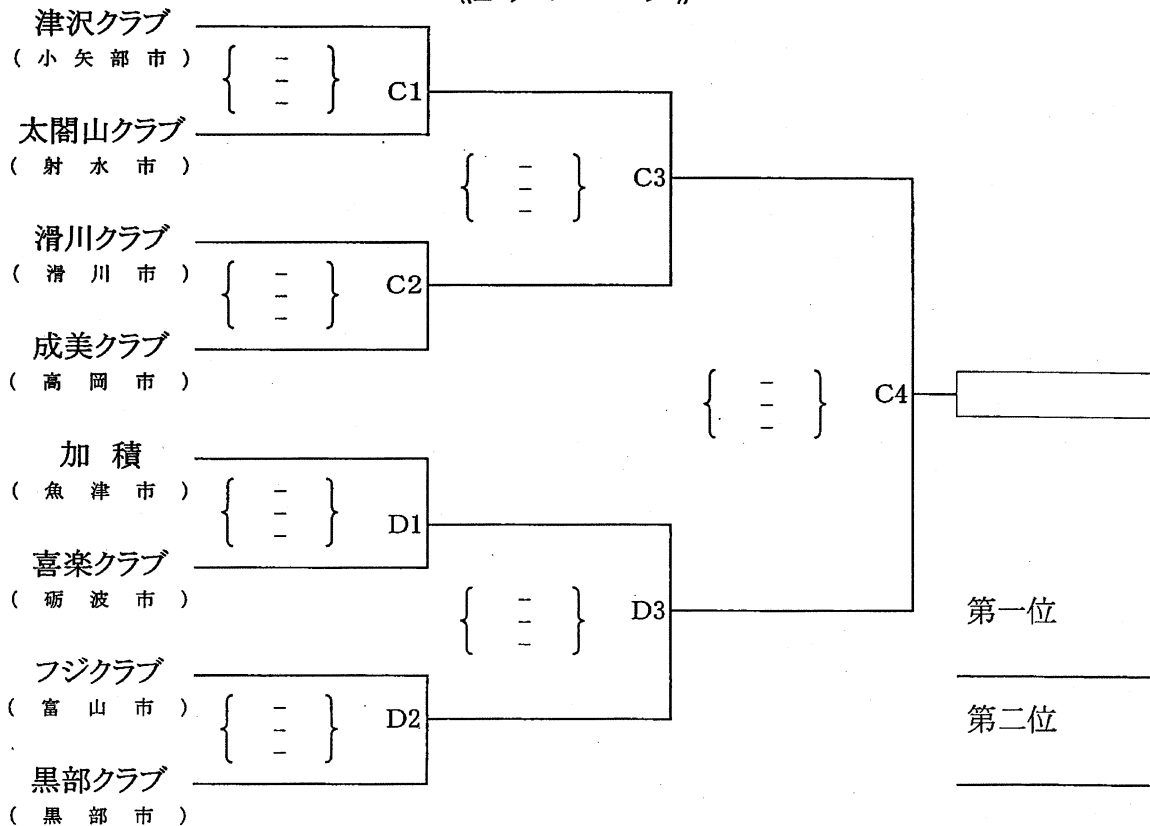 津沢クラブ
( 小 矢 部 市 )
{ - - - }
C1
太閤山クラブ
( 射 水 市 )
{ - - - }
C3
滑川クラブ
( 滑 川 市 )
{ - - - }
C2
成美クラブ
( 高 岡 市 )
{ - - - }
C4
加 積
( 魚 津 市 )
{ - - - }
D1
喜楽クラブ
( 砺 波 市 )
{ - - - }
D3
第一位
フジクラブ
( 富 山 市 )
{ - - - }
D2
第二位
黒部クラブ
( 黒 部 市 )